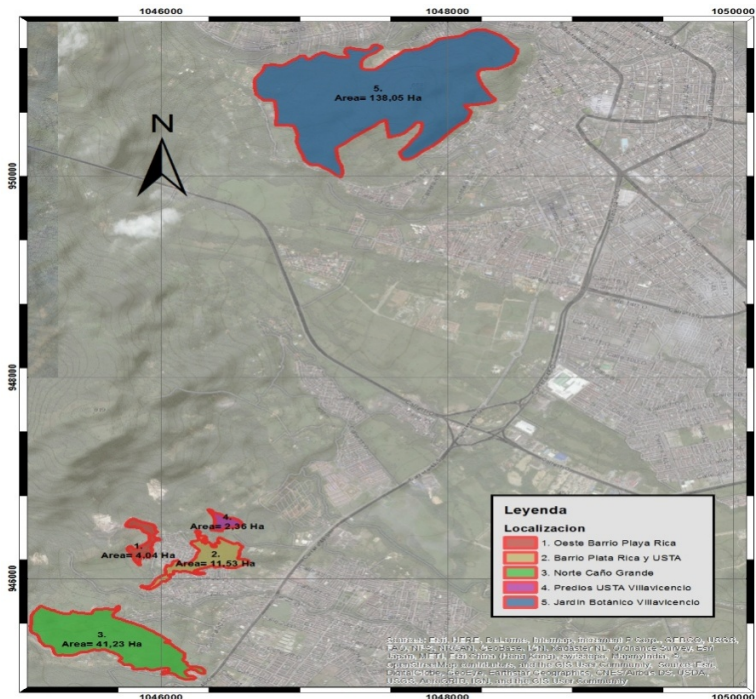 1046000
1048000
1050000
5.
Area= 138,05 Ha
N
950000
948000
4.
Area= 2,36 Ha
1.
Area= 4,04 Ha
2.
Area= 11,53 Ha
946000
3.
Area= 41,23 Ha
Leyenda
Localizacion
1. Oeste Barrio Playa Rica
2. Barrio Plata Rica y USTA
3. Norte Caño Grande
4. Predios USTA Villavicencio
5. Jardin Botánico Villavicencio
1046000
1048000
1050000